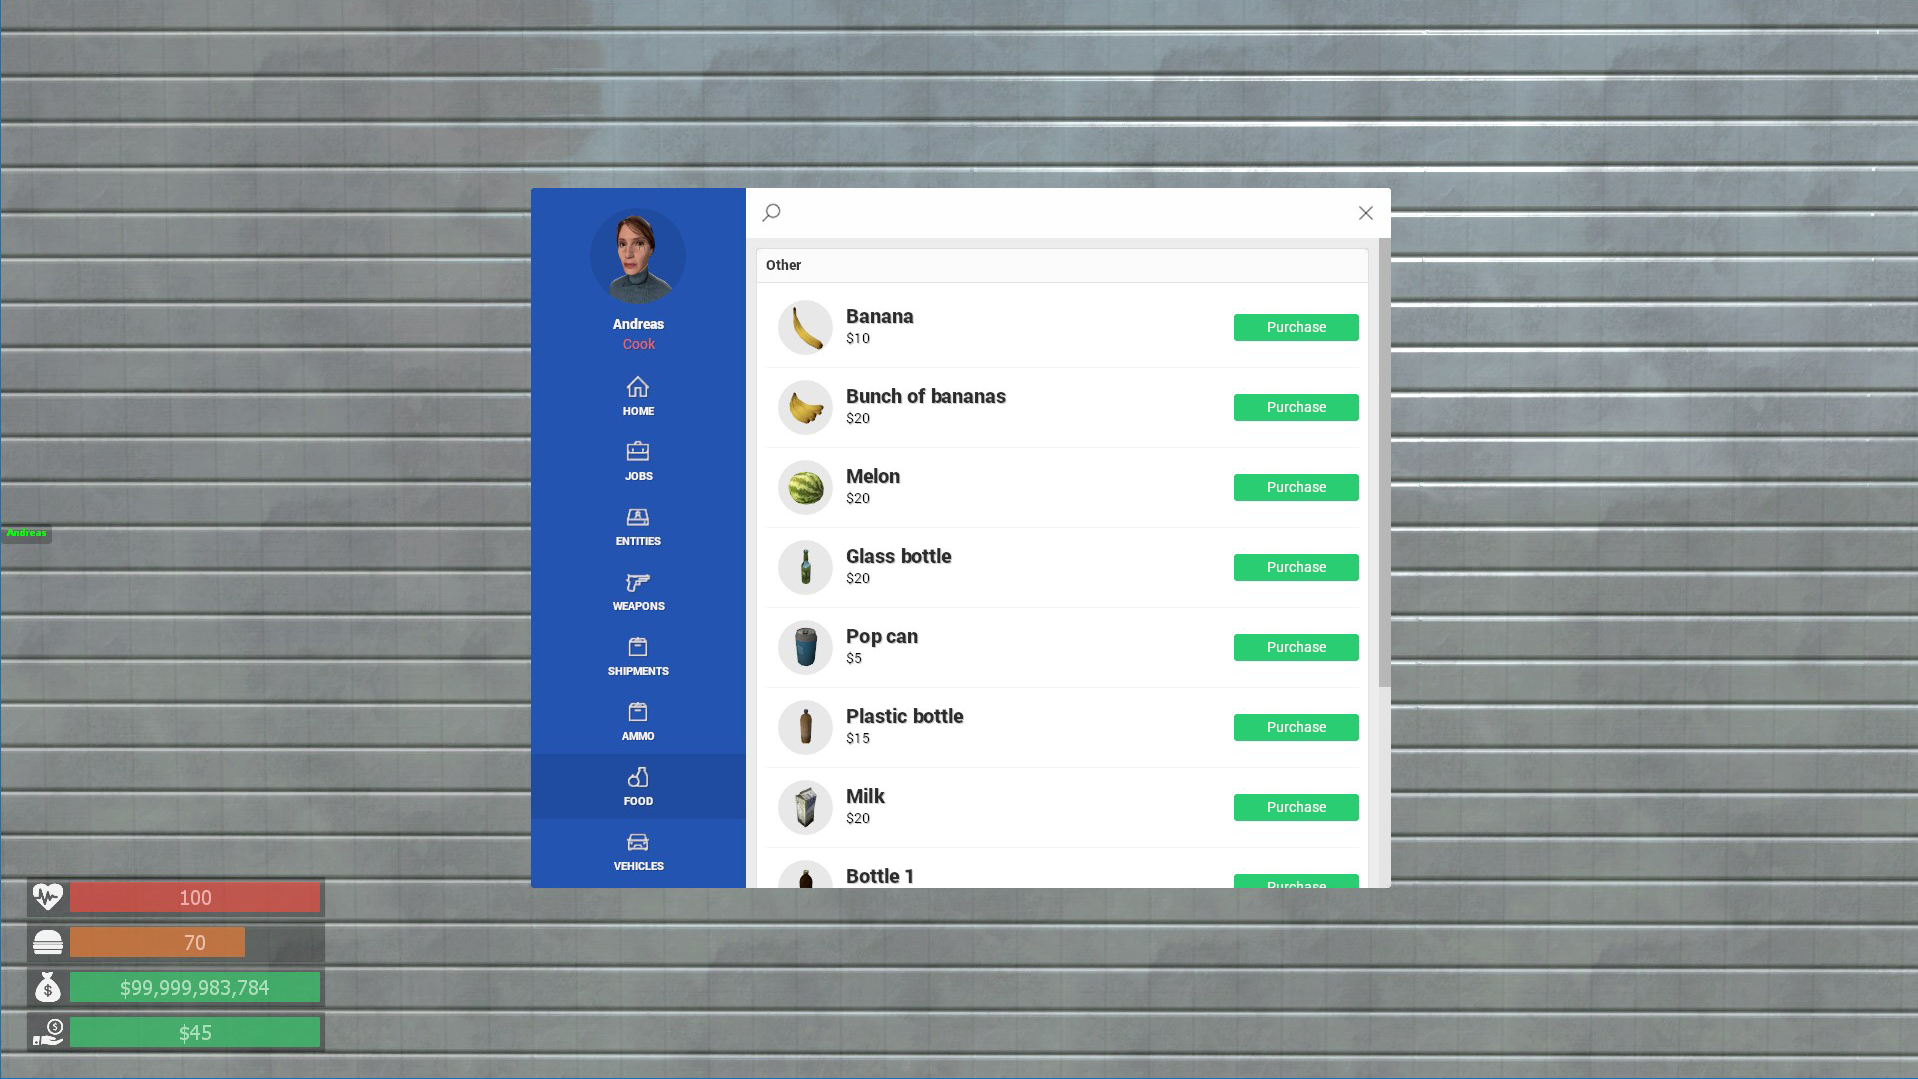 Andreas
Cook
HOME
JOBS
ENTITIES
WEAPONS
SHIPMENTS
AMMO
FOOD
VEHICLES
Other
Banana
$10
Purchase
Bunch of bananas
$20
Purchase
Melon
$20
Purchase
Glass bottle
$20
Purchase
Pop can
$5
Purchase
Plastic bottle
$15
Purchase
Milk
$20
Purchase
Bottle 1
Purchase
Andreas
100
70
$99,999,983,784
$45